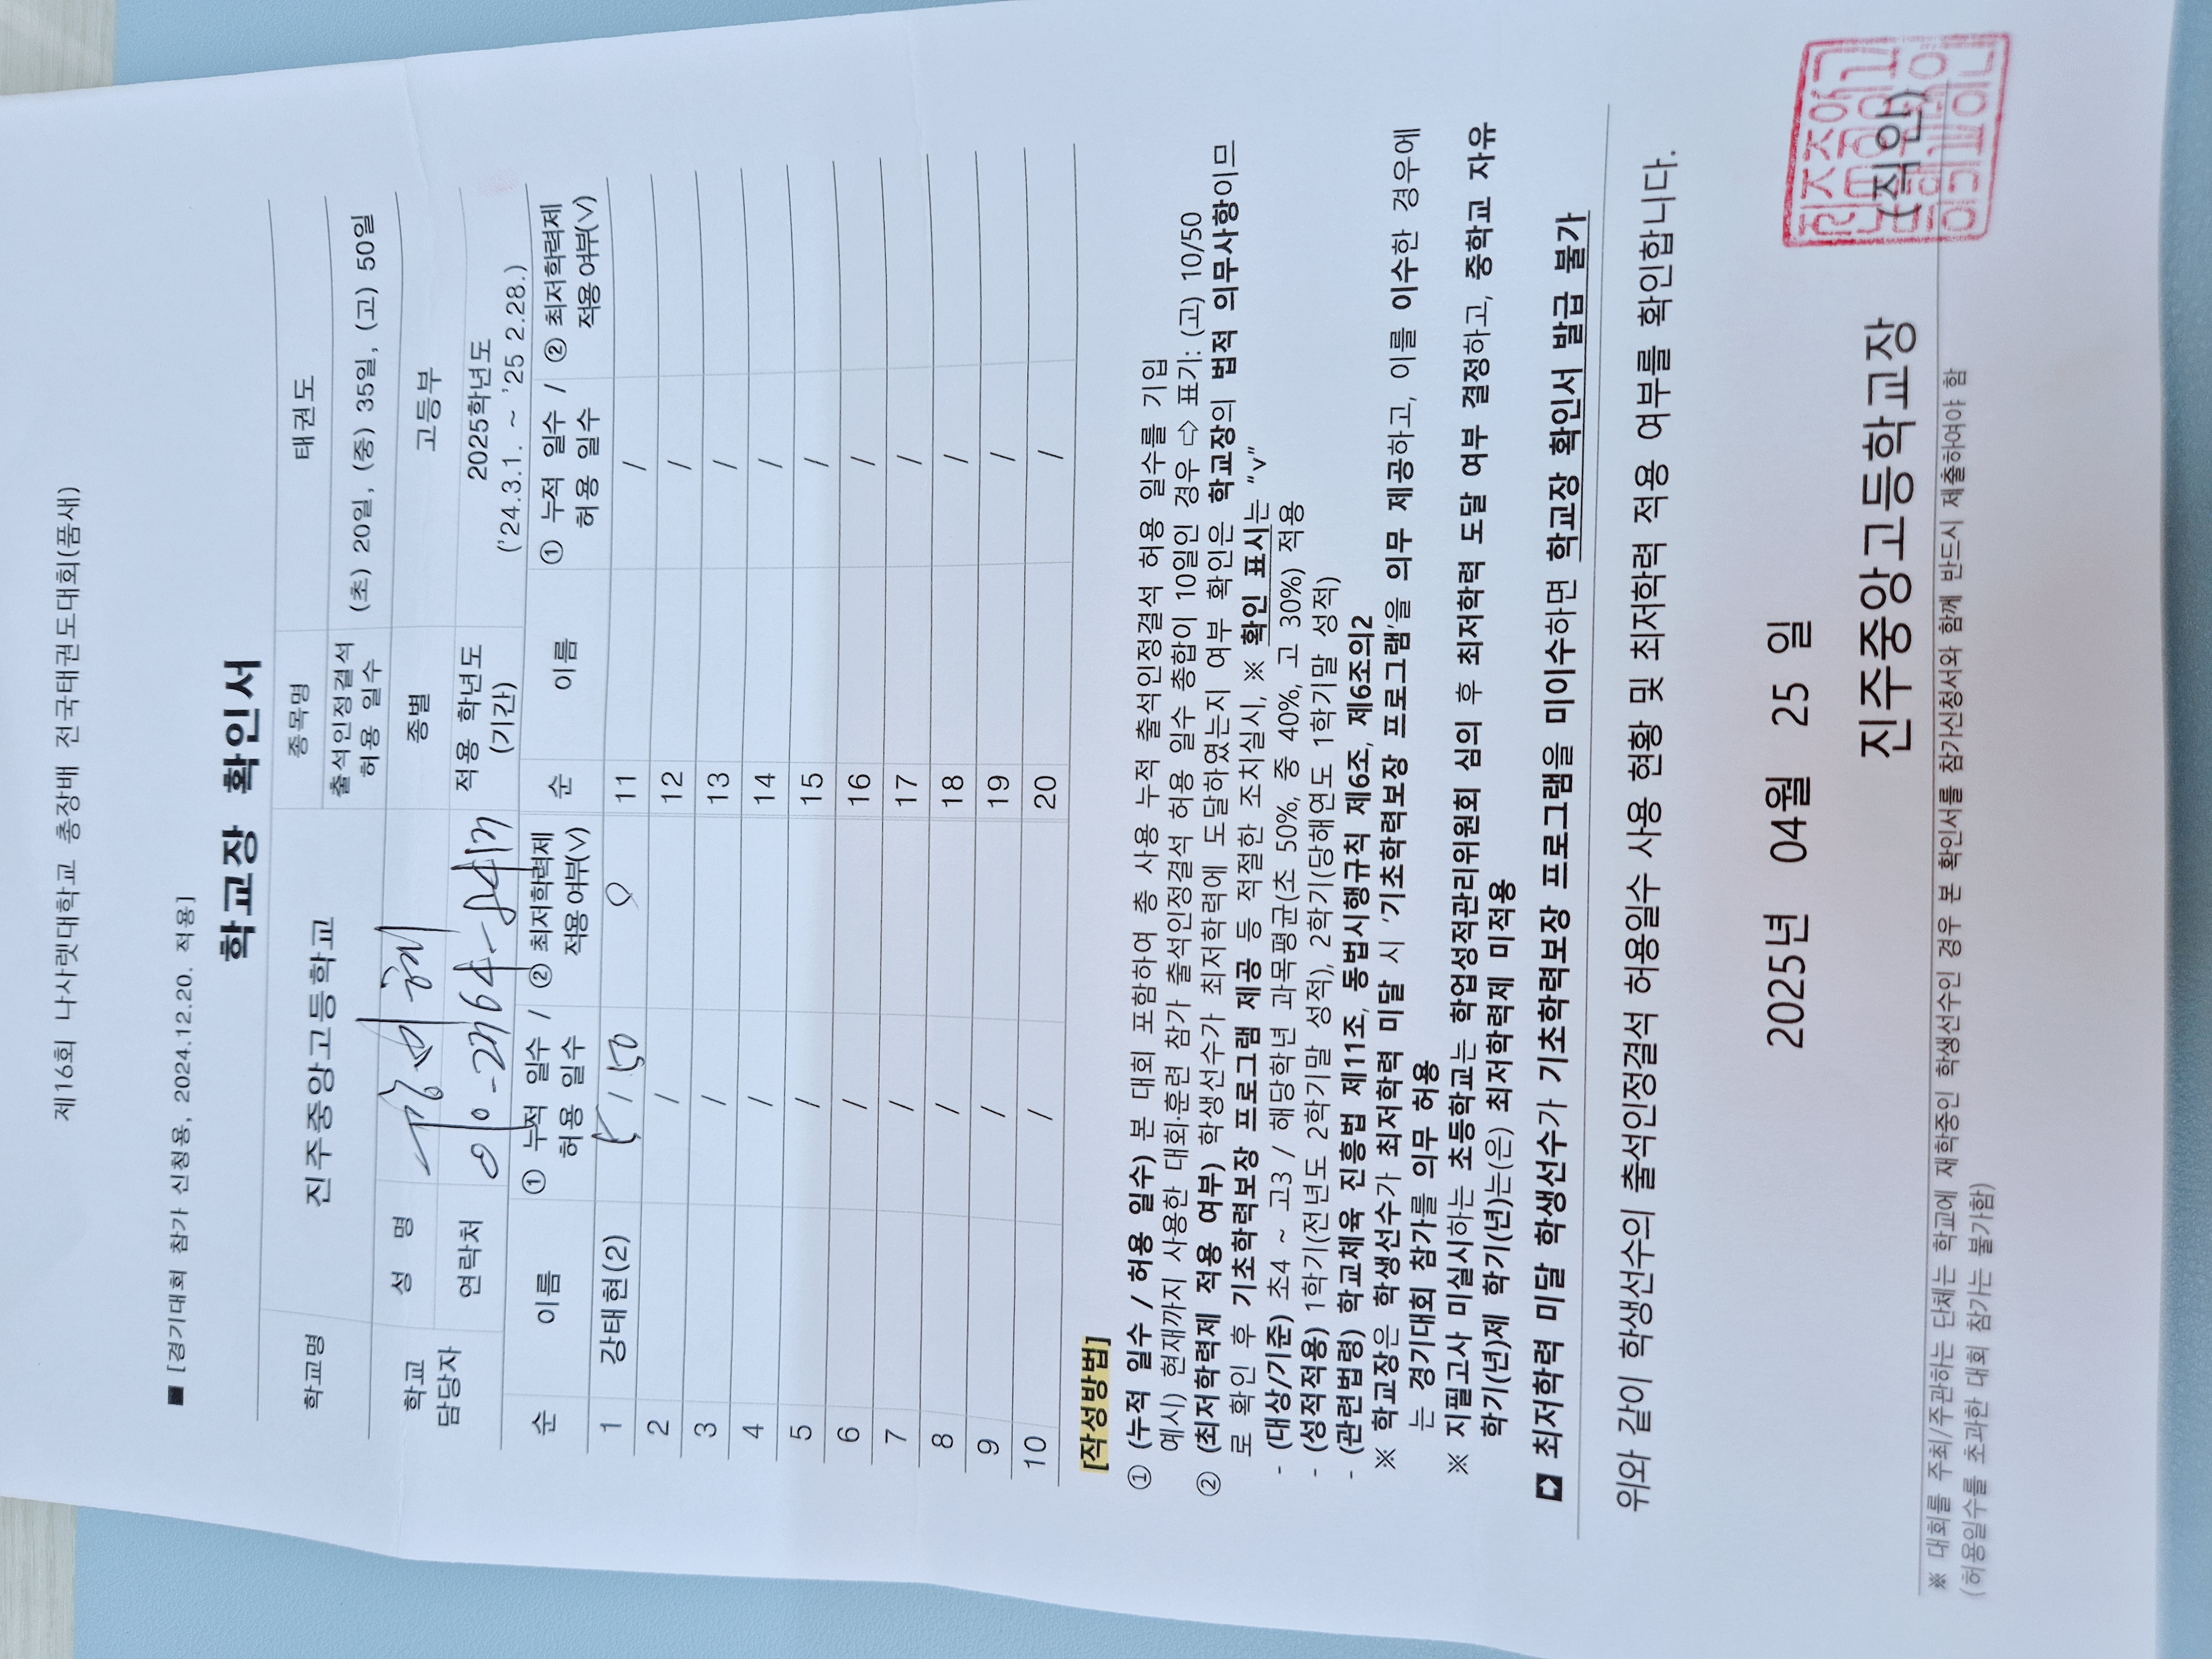 제16회 나사렛대학교 총장배 전국태권도대회(품새)
■ [경기대회 참가 신청용, 2024.12.20. 적용]
학교장 확인서
학교명 진주중앙고등학교 종목명 태권도
출석인정결석 허용 일수 (초) 20일, (중) 35일, (고) 50일
학교 담당자 성 명 종별 고등부
연락처 010-2764-8417 적용 학년도 (기간) 2025학년도 ('24.3.1. ~ '25 2.28.)
순 이름 ① 누적 일수 / 허용 일수 ② 최저학력제 적용 여부(v) 순 이름 ① 누적 일수 / 허용 일수 ② 최저학력제 적용 여부(v)
1 강태현(2) 5 / 50 0 11 /
2 / 12 /
3 / 13 /
4 / 14 /
5 / 15 /
6 / 16 /
7 / 17 /
8 / 18 /
9 / 19 /
10 / 20 /
[작성방법]
① (누적 일수 / 허용 일수) 본 대회 포함하여 총 사용 누적 출석인정결석 허용 일수를 기입
예시) 현재까지 사용한 대회·훈련 참가 출석인정결석 허용 일수 총합이 10일인 경우 ⇨ 표기: (고) 10/50
② (최저학력제 적용 여부) 학생선수가 최저학력에 도달하였는지 여부 확인은 학교장의 법적 의무사항이므
로 확인 후 기초학력보장 프로그램 제공 등 적절한 조치실시, ※ 확인 표시는 "v"
- (대상/기준) 초4 ~ 고3 / 해당학년 과목평균(초 50%, 중 40%, 고 30%) 적용
- (성적적용) 1학기(전년도 2학기말 성적), 2학기(당해연도 1학기말 성적)
- (관련법령) 학교체육 진흥법 제11조, 동법시행규칙 제6조, 제6조의2
※ 학교장은 학생선수가 최저학력 미달 시 '기초학력보장 프로그램'을 의무 제공하고, 이를 이수한 경우에
는 경기대회 참가를 의무 허용
※ 지필고사 미실시하는 초등학교는 학업성적관리위원회 심의 후 최저학력 도달 여부 결정하고, 중학교 자유
학기(년)제 학기(년)는(은) 최저학력제 미적용
➡ 최저학력 미달 학생선수가 기초학력보장 프로그램을 미이수하면 학교장 확인서 발급 불가
위와 같이 학생선수의 출석인정결석 허용일수 사용 현황 및 최저학력 적용 여부를 확인합니다.
2025년 04월 25 일
진주중앙고등학교장 (직인)
※ 대회를 주최/주관하는 단체는 학교에 재학중인 학생선수인 경우 본 확인서를 참가신청서와 함께 반드시 제출하여야 함
(허용일수를 초과한 대회 참가는 불가함)